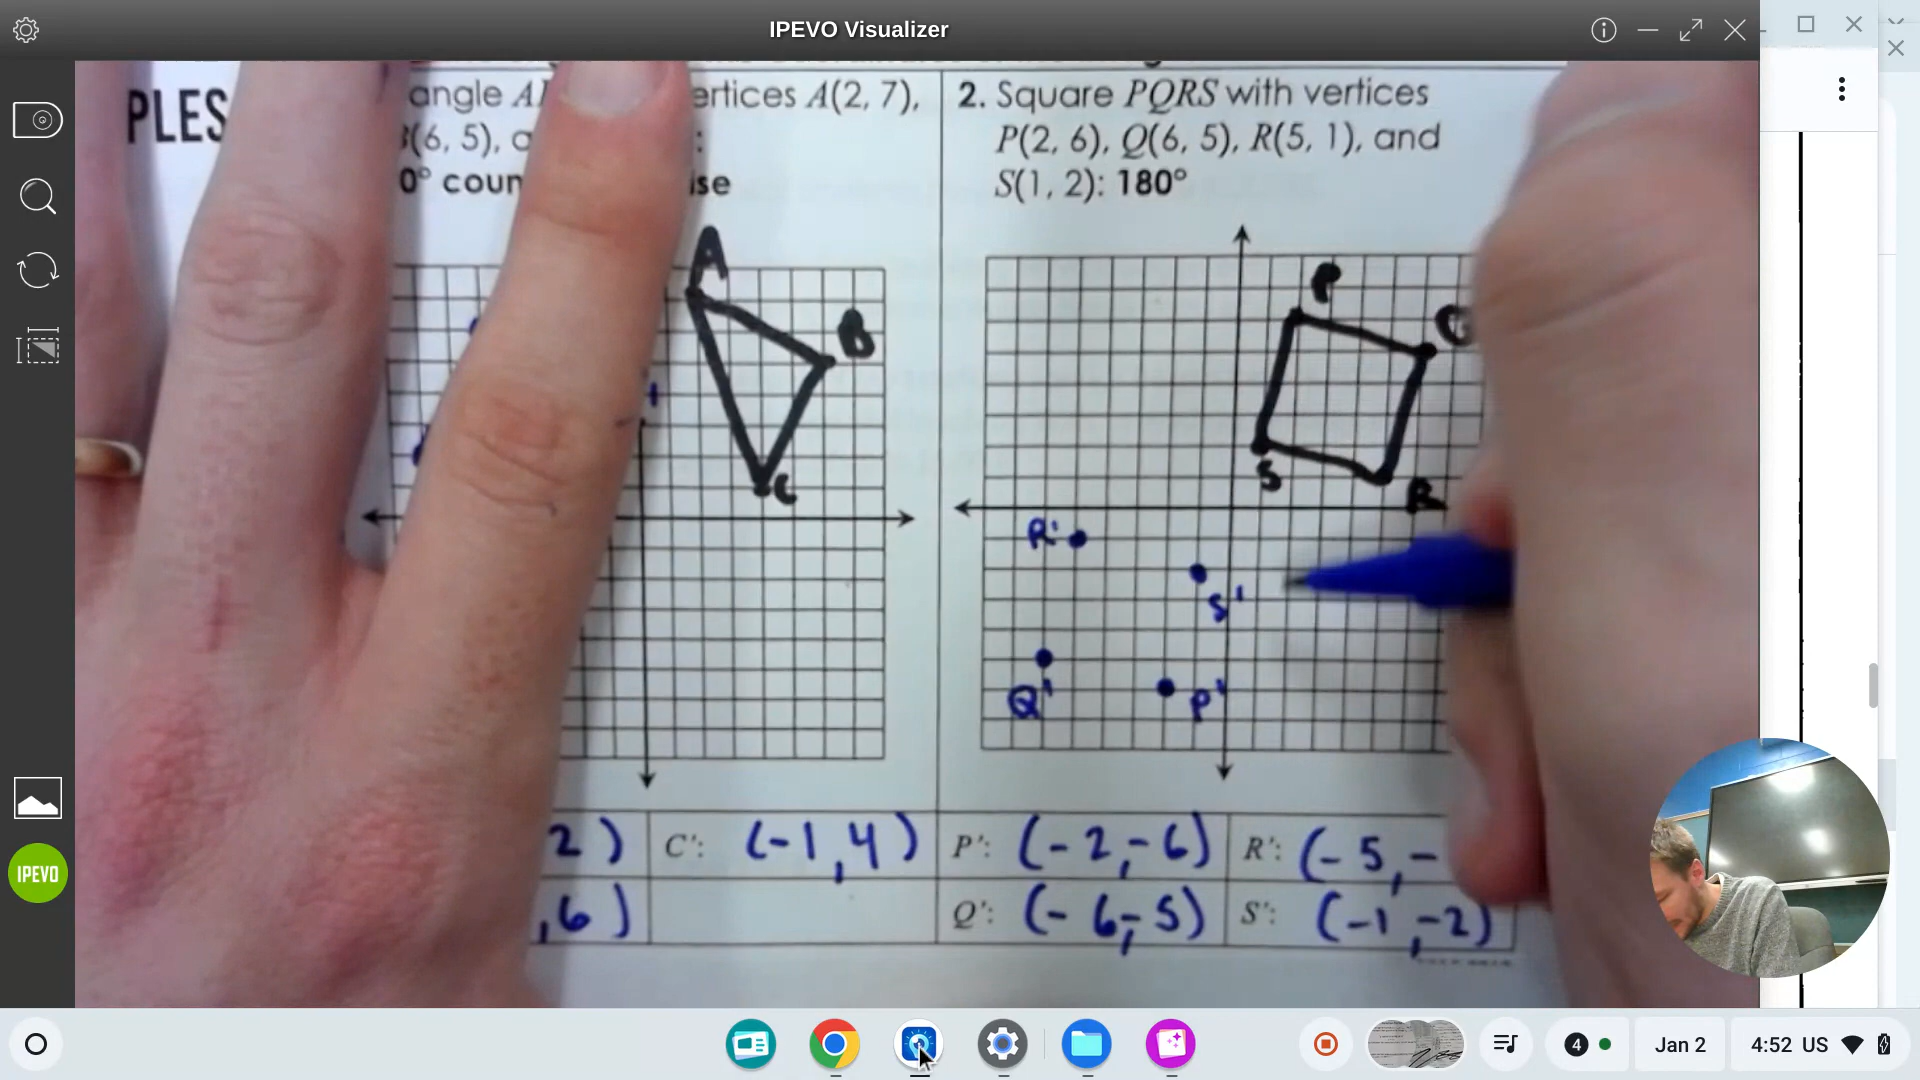 IPEVO Visualizer
PLES
angle vertices A(2, 7),
(6, 5),
0° coun se
2. Square PQRS with vertices
P(2, 6), Q(6, 5), R(5, 1), and
S(1, 2): 180°
A
B
C
P
S
R
R'
S'
Q'
P'
2) C': (-1,4) P': (-2,-6) R': (-5,-
,6) Q': (-6,-5) S': (-1,-2)
IPEVO
4
Jan 2
4:52 US